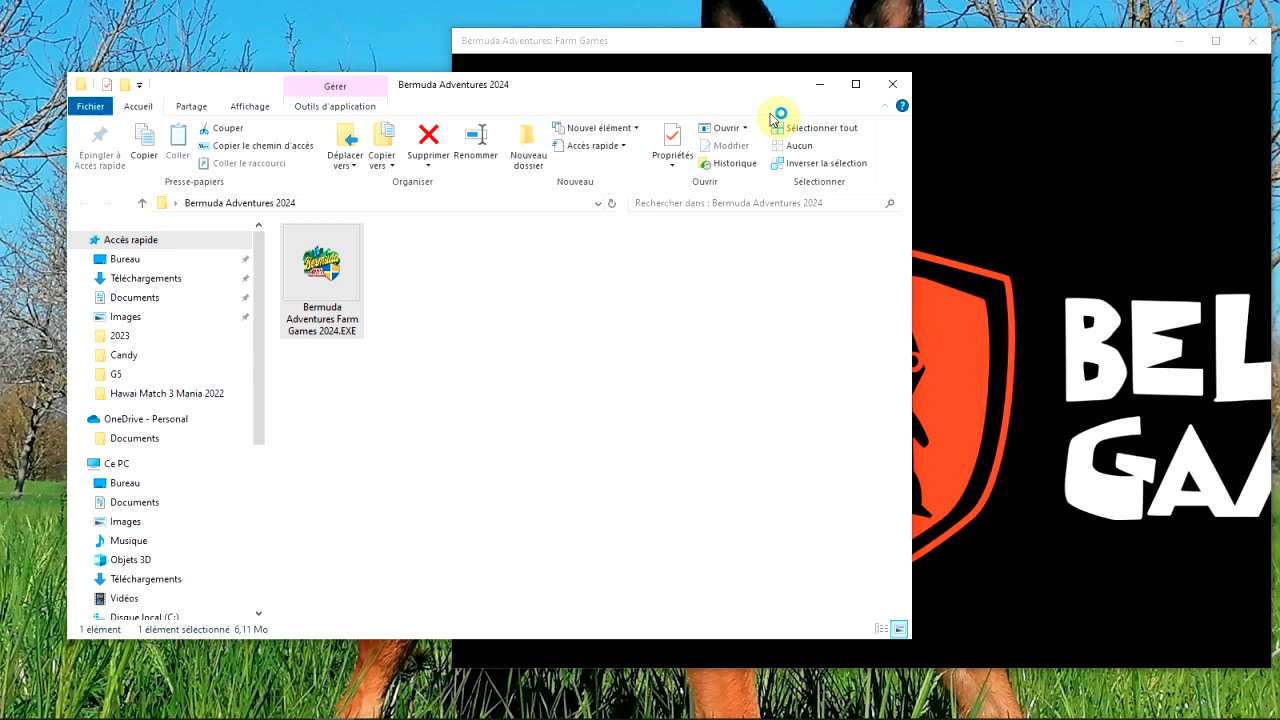 Bermuda Adventures: Farm Games
Gérer
Bermuda Adventures 2024
Fichier
Accueil
Partage
Affichage
Outils d'application
Épingler à
Accès rapide
Copier
Coller
Couper
Copier le chemin d'accès
Coller le raccourci
Presse-papiers
Déplacer
vers
Copier
vers
Supprimer
Renommer
Organiser
Nouveau
dossier
Nouvel élément
Accès rapide
Nouveau
Propriétés
Ouvrir
Modifier
Historique
Ouvrir
Sélectionner tout
Aucun
Inverser la sélection
Sélectionner
Bermuda Adventures 2024
Rechercher dans : Bermuda Adventures 2024
Accès rapide
Bureau
Téléchargements
Documents
Images
2023
Candy
G5
Hawai Match 3 Mania 2022
OneDrive - Personal
Documents
Ce PC
Bureau
Documents
Images
Musique
Objets 3D
Téléchargements
Vidéos
Disque local (C:)
Bermuda
Bermuda
Adventures Farm
Games 2024.EXE
1 élément
1 élément sélectionné 6,11 Mo
BEL
GAM